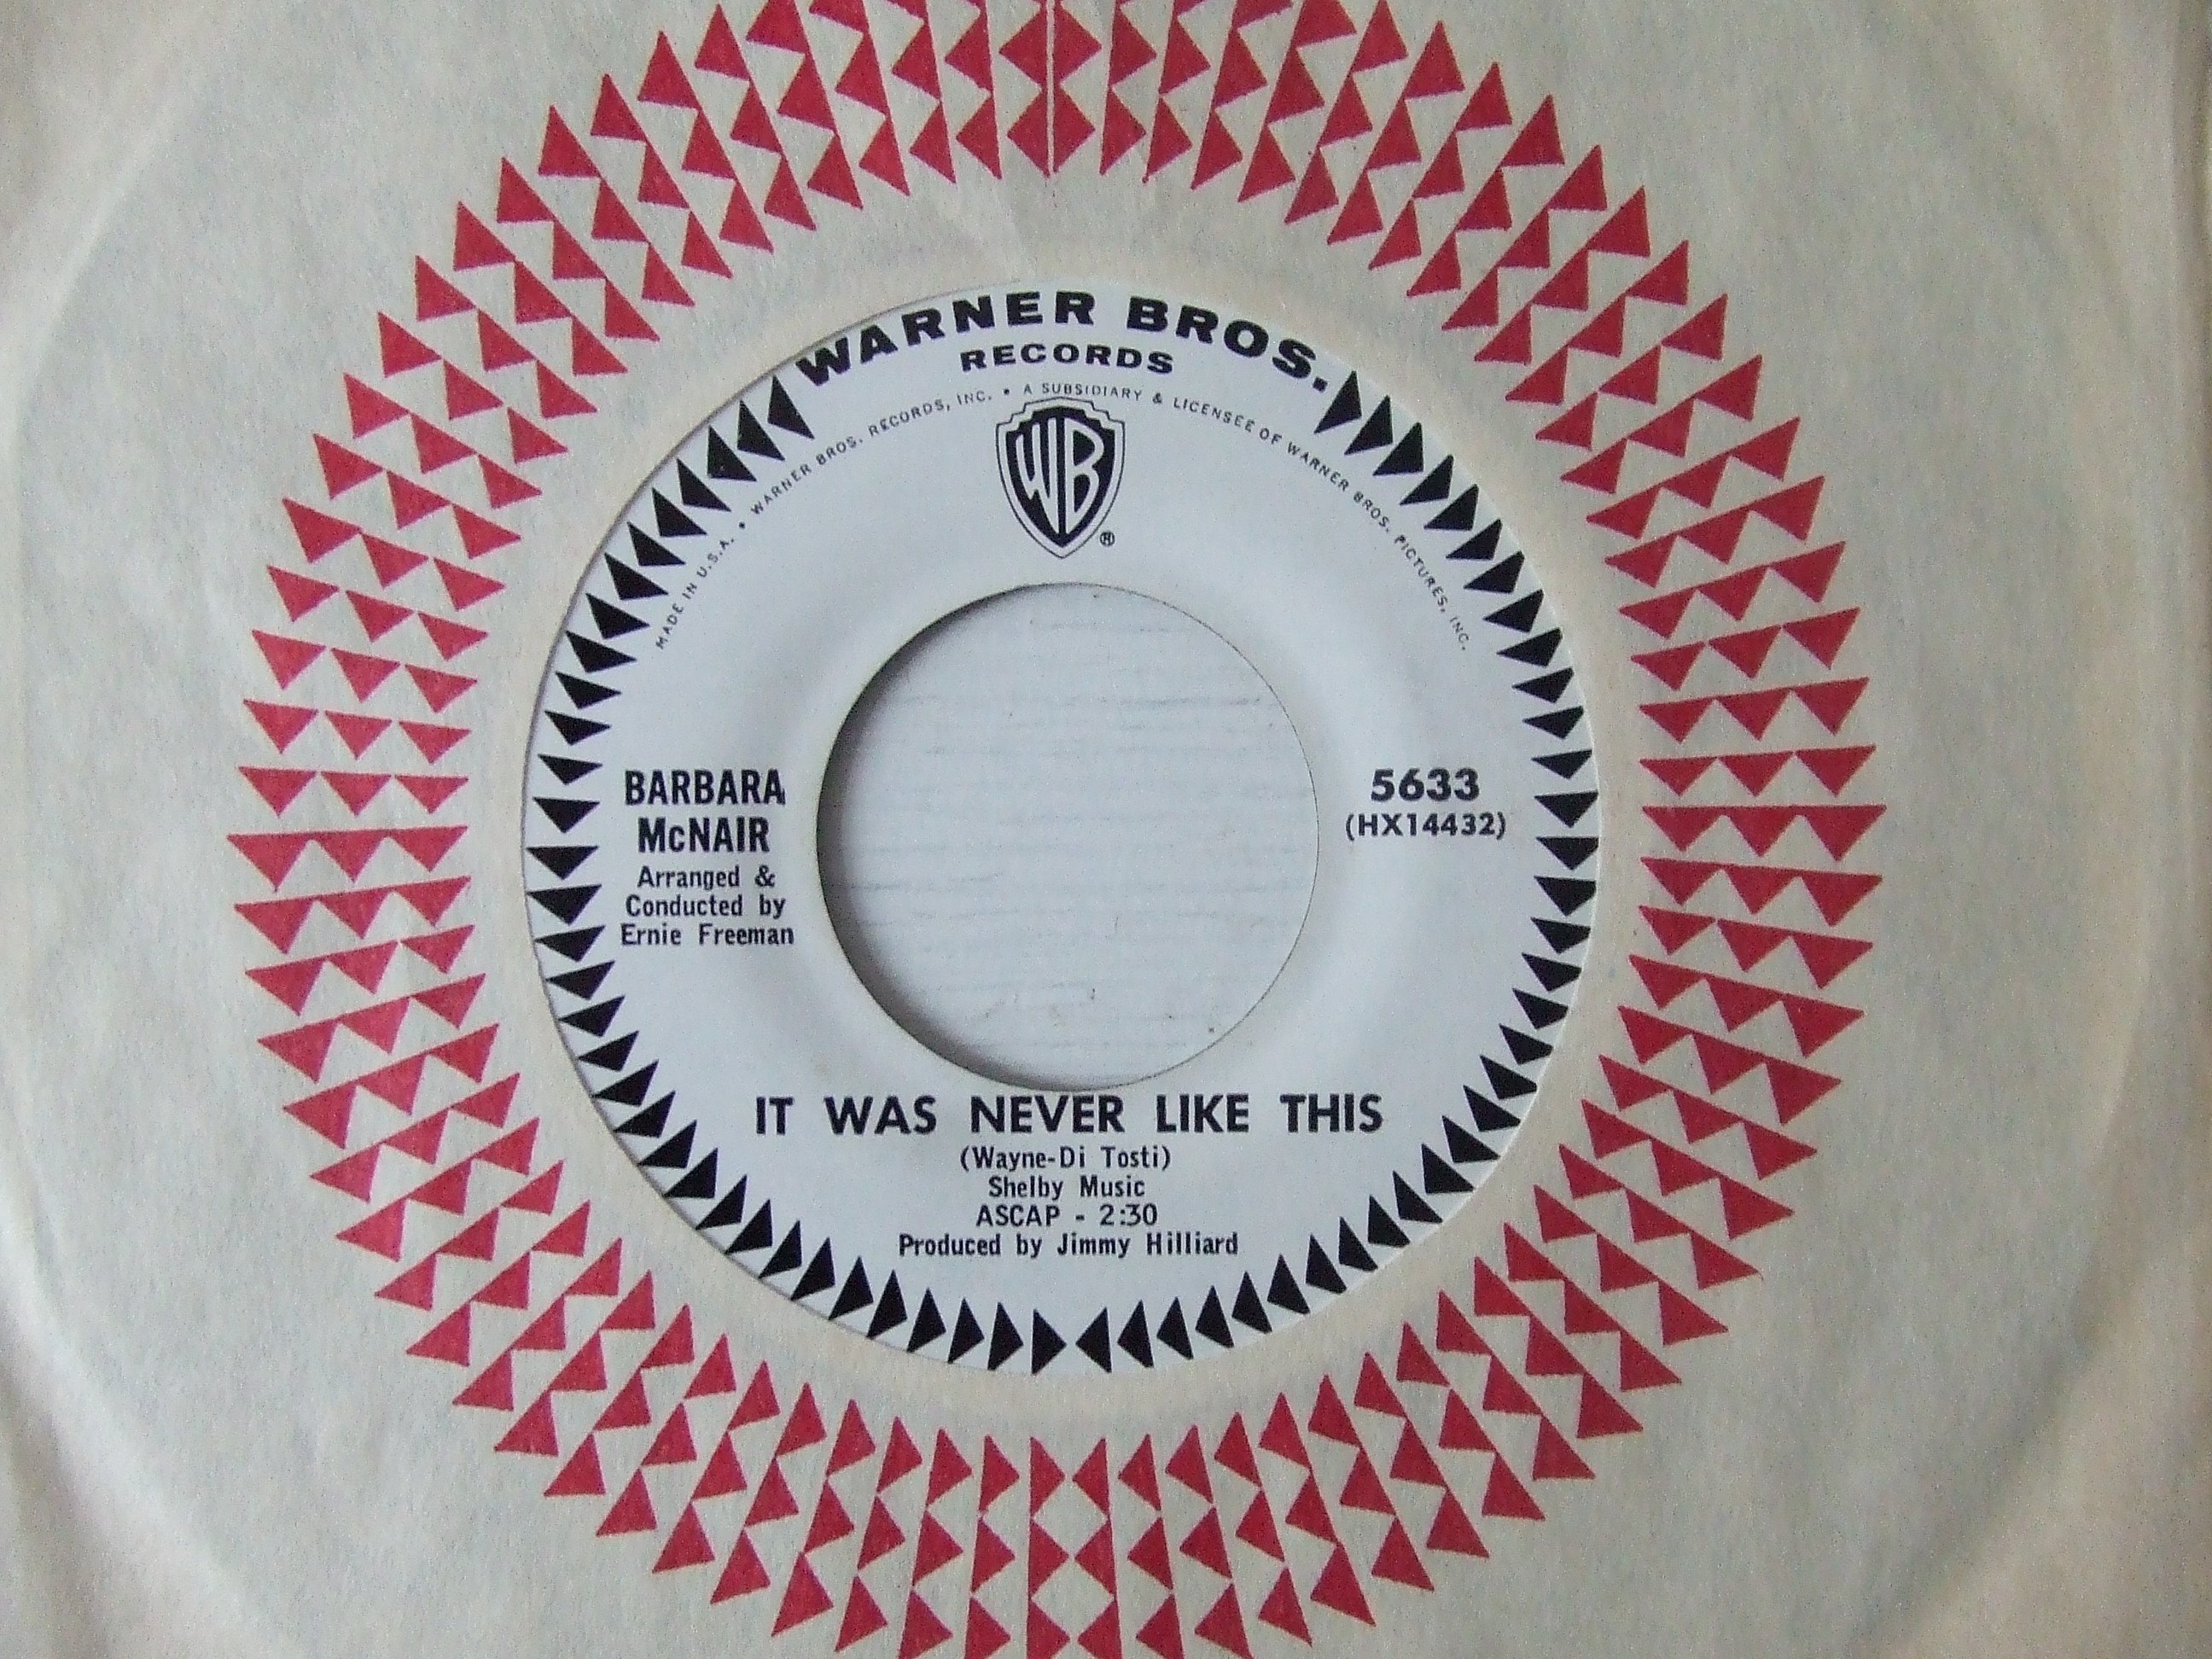 WARNER BROS.
RECORDS
MADE IN U.S.A. • WARNER BROS. RECORDS, INC. • A SUBSIDIARY & LICENSEE OF WARNER BROS. PICTURES, INC.
WB
®
BARBARA
McNAIR
Arranged &
Conducted by
Ernie Freeman
5633
(HX14432)
IT WAS NEVER LIKE THIS
(Wayne-Di Tosti)
Shelby Music
ASCAP - 2:30
Produced by Jimmy Hilliard